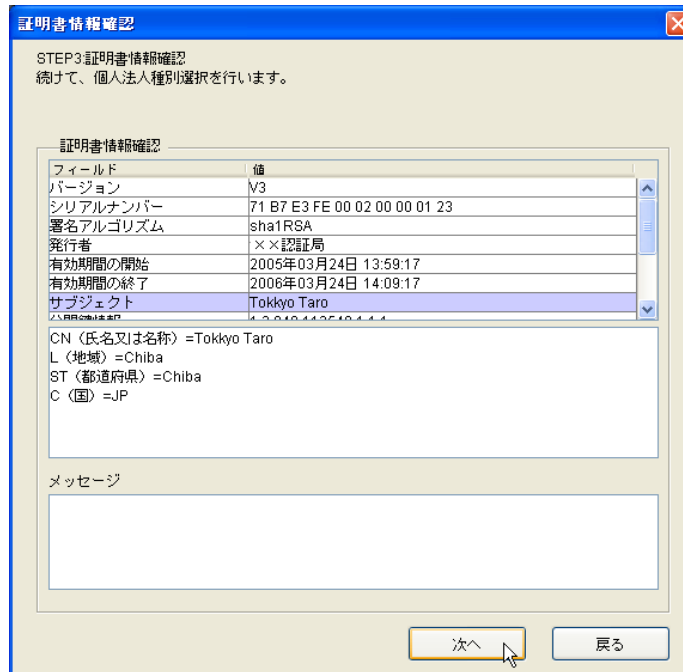 証明書情報確認
STEP3:証明書情報確認
続けて、個人法人種別選択を行います。
証明書情報確認
フィールド 値
バージョン V3
シリアルナンバー 71 B7 E3 FE 00 02 00 00 01 23
署名アルゴリズム sha1RSA
発行者 ××認証局
有効期間の開始 2005年03月24日 13:59:17
有効期間の終了 2006年03月24日 14:09:17
サブジェクト Tokkyo Taro
CN（氏名又は名称）=Tokkyo Taro
L（地域）=Chiba
ST（都道府県）=Chiba
C（国）=JP
メッセージ
次へ 戻る